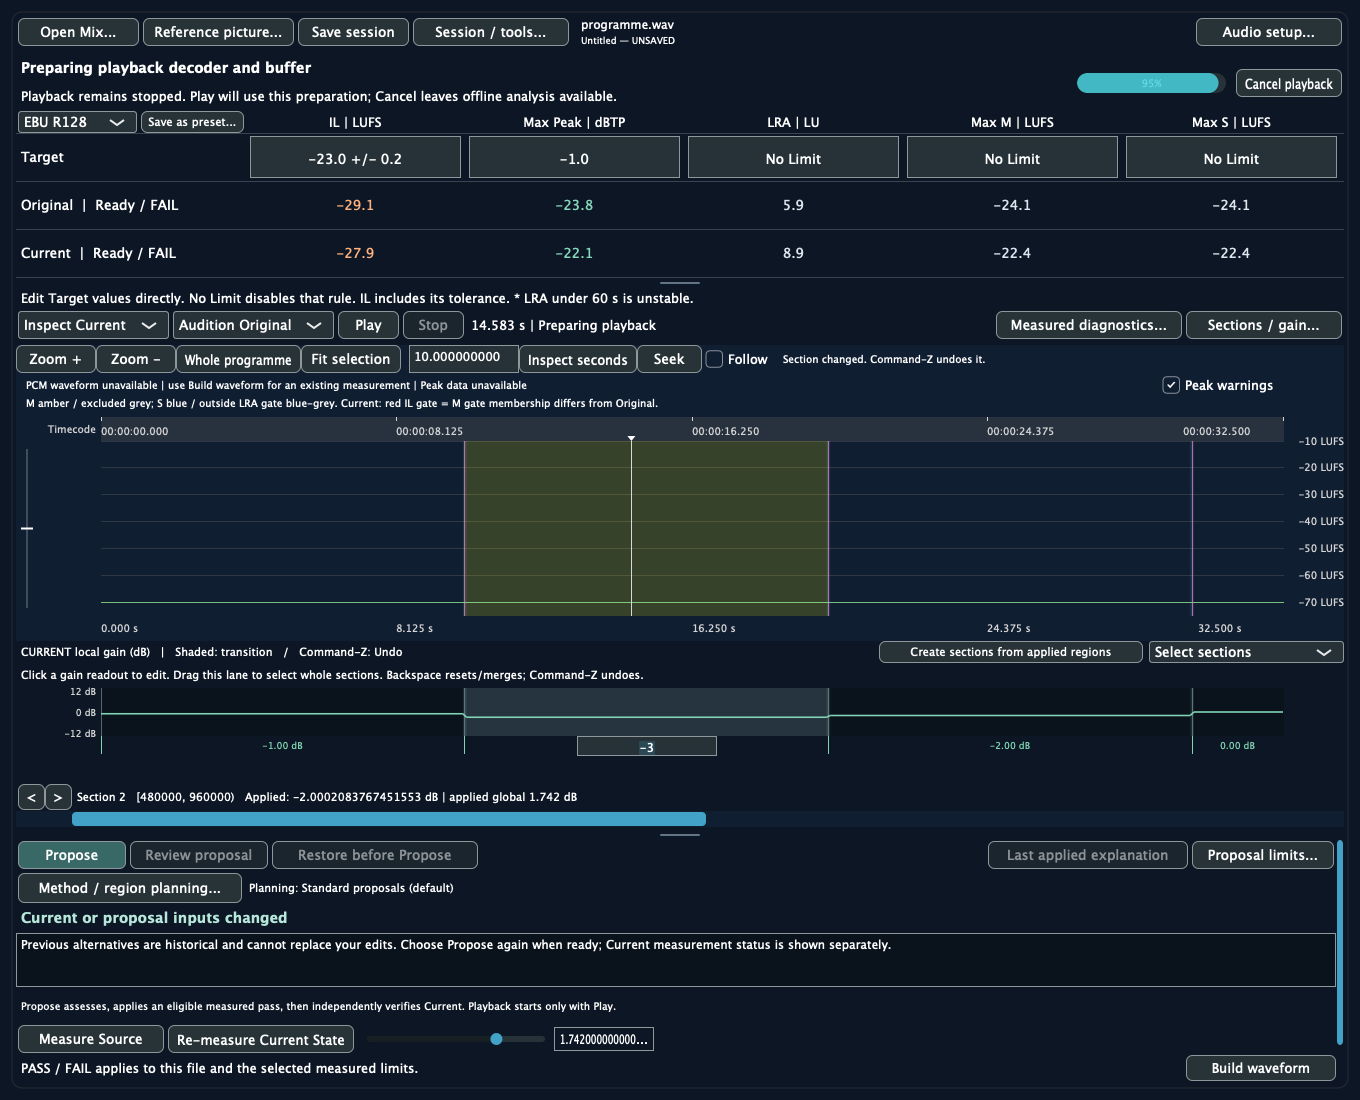 Open Mix... Reference picture... Save session Session / tools... programme.wav Audio setup...
Untitled — UNSAVED
Preparing playback decoder and buffer
95% Cancel playback
Playback remains stopped. Play will use this preparation; Cancel leaves offline analysis available.
EBU R128 Save as preset... IL | LUFS Max Peak | dBTP LRA | LU Max M | LUFS Max S | LUFS
Target -23.0 +/- 0.2 -1.0 No Limit No Limit No Limit
Original | Ready / FAIL -29.1 -23.8 5.9 -24.1 -24.1
Current | Ready / FAIL -27.9 -22.1 8.9 -22.4 -22.4
Edit Target values directly. No Limit disables that rule. IL includes its tolerance. * LRA under 60 s is unstable.
Inspect Current Audition Original Play Stop 14.583 s | Preparing playback Measured diagnostics... Sections / gain...
Zoom + Zoom - Whole programme Fit selection 10.000000000 Inspect seconds Seek Follow Section changed. Command-Z undoes it.
PCM waveform unavailable | use Build waveform for an existing measurement | Peak data unavailable Peak warnings
M amber / excluded grey; S blue / outside LRA gate blue-grey. Current: red IL gate = M gate membership differs from Original.
Timecode 00:00:00.000 00:00:08.125 00:00:16.250 00:00:24.375 00:00:32.500
-10 LUFS
-20 LUFS
-30 LUFS
-40 LUFS
-50 LUFS
-60 LUFS
-70 LUFS
0.000 s 8.125 s 16.250 s 24.375 s 32.500 s
CURRENT local gain (dB) | Shaded: transition / Command-Z: Undo Create sections from applied regions Select sections
Click a gain readout to edit. Drag this lane to select whole sections. Backspace resets/merges; Command-Z undoes.
12 dB
0 dB
-12 dB
-1.00 dB -3 -2.00 dB 0.00 dB
< > Section 2 [480000, 960000) Applied: -2.0002083767451553 dB | applied global 1.742 dB
Propose Review proposal Restore before Propose Last applied explanation Proposal limits...
Method / region planning... Planning: Standard proposals (default)
Current or proposal inputs changed
Previous alternatives are historical and cannot replace your edits. Choose Propose again when ready; Current measurement status is shown separately.
Propose assesses, applies an eligible measured pass, then independently verifies Current. Playback starts only with Play.
Measure Source Re-measure Current State 1.742000000000...
PASS / FAIL applies to this file and the selected measured limits. Build waveform